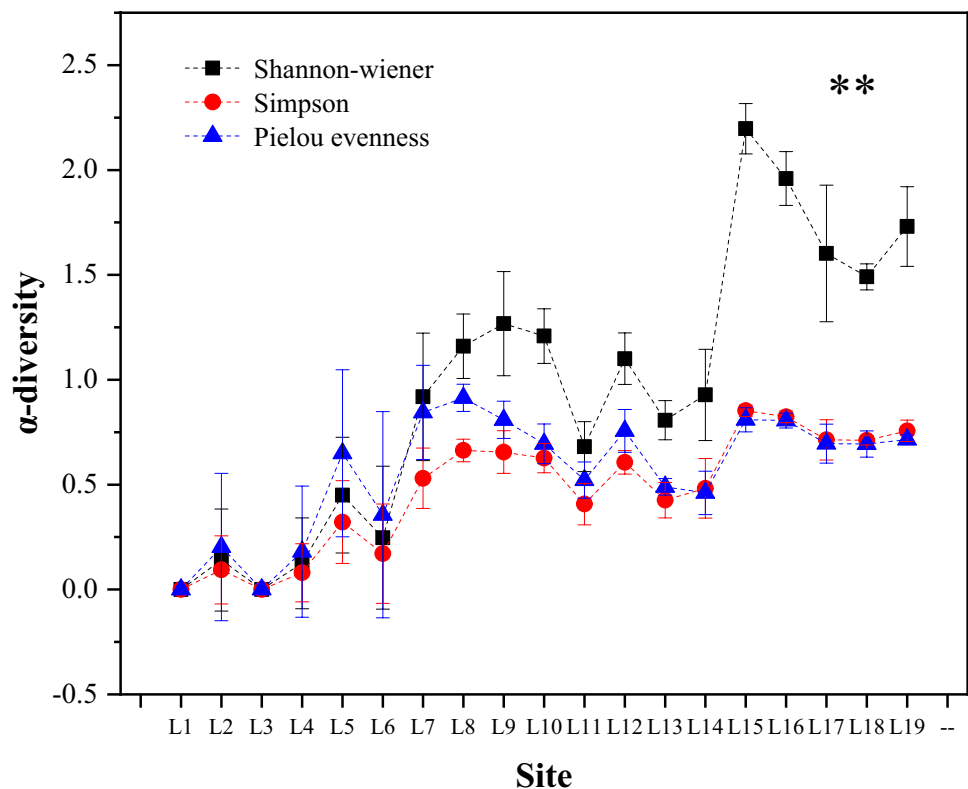 2.5
2.0
1.5
1.0
0.5
0.0
-0.5
α-diversity
Shannon-wiener
Simpson
Pielou evenness
**
L1 L2 L3 L4 L5 L6 L7 L8 L9 L10 L11 L12 L13 L14 L15 L16 L17 L18 L19 --
Site